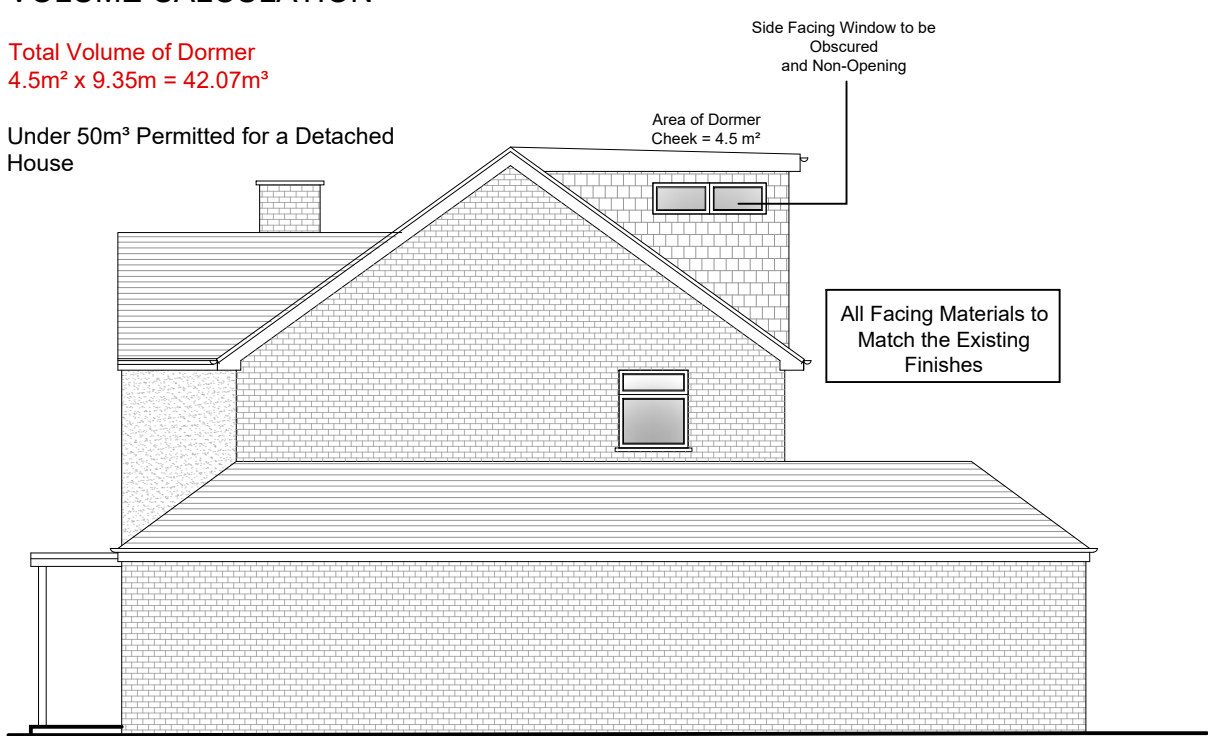 VOLUME CALCULATION
Total Volume of Dormer
4.5m² x 9.35m = 42.07m³
Under 50m³ Permitted for a Detached
House
Side Facing Window to be
Obscured
and Non-Opening
Area of Dormer
Cheek = 4.5 m²
All Facing Materials to
Match the Existing
Finishes